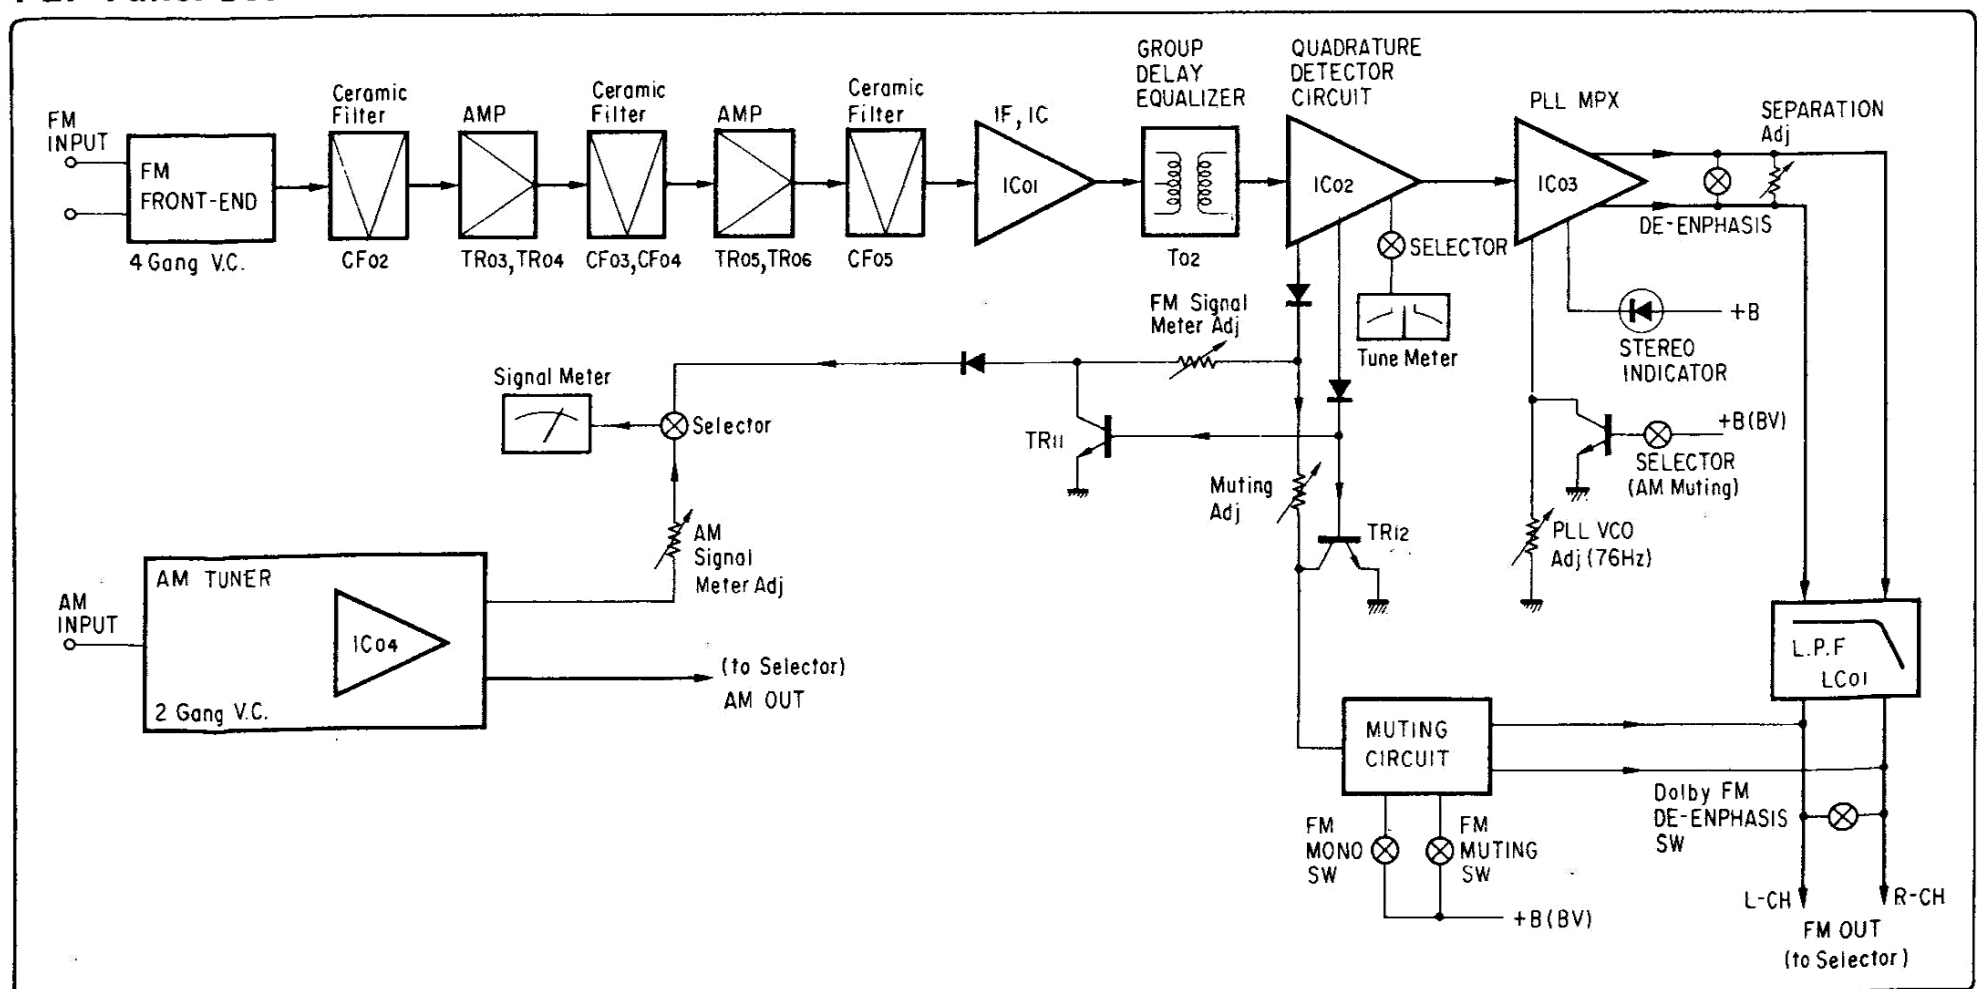 GROUP
DELAY
EQUALIZER
QUADRATURE
DETECTOR
CIRCUIT
Ceramic
Filter
AMP
Ceramic
Filter
AMP
Ceramic
Filter
IF, IC
PLL MPX
SEPARATION
Adj
FM
INPUT
FM
FRONT-END
IC01
IC02
IC03
4 Gang V.C.
CF02
TR03, TR04
CF03, CF04
TR05, TR06
CF05
T02
SELECTOR
DE-ENPHASIS
FM Signal
Meter Adj
Tune Meter
+B
STEREO
INDICATOR
Signal Meter
Selector
TR11
+B (BV)
SELECTOR
(AM Muting)
Muting
Adj
TR12
PLL VCO
Adj (76Hz)
AM
Signal
Meter Adj
AM TUNER
AM
INPUT
IC04
2 Gang V.C.
(to Selector)
AM OUT
L.P.F
LC01
MUTING
CIRCUIT
Dolby FM
DE-ENPHASIS
SW
FM
MONO
SW
FM
MUTING
SW
+B (BV)
L-CH
R-CH
FM OUT
(to Selector)